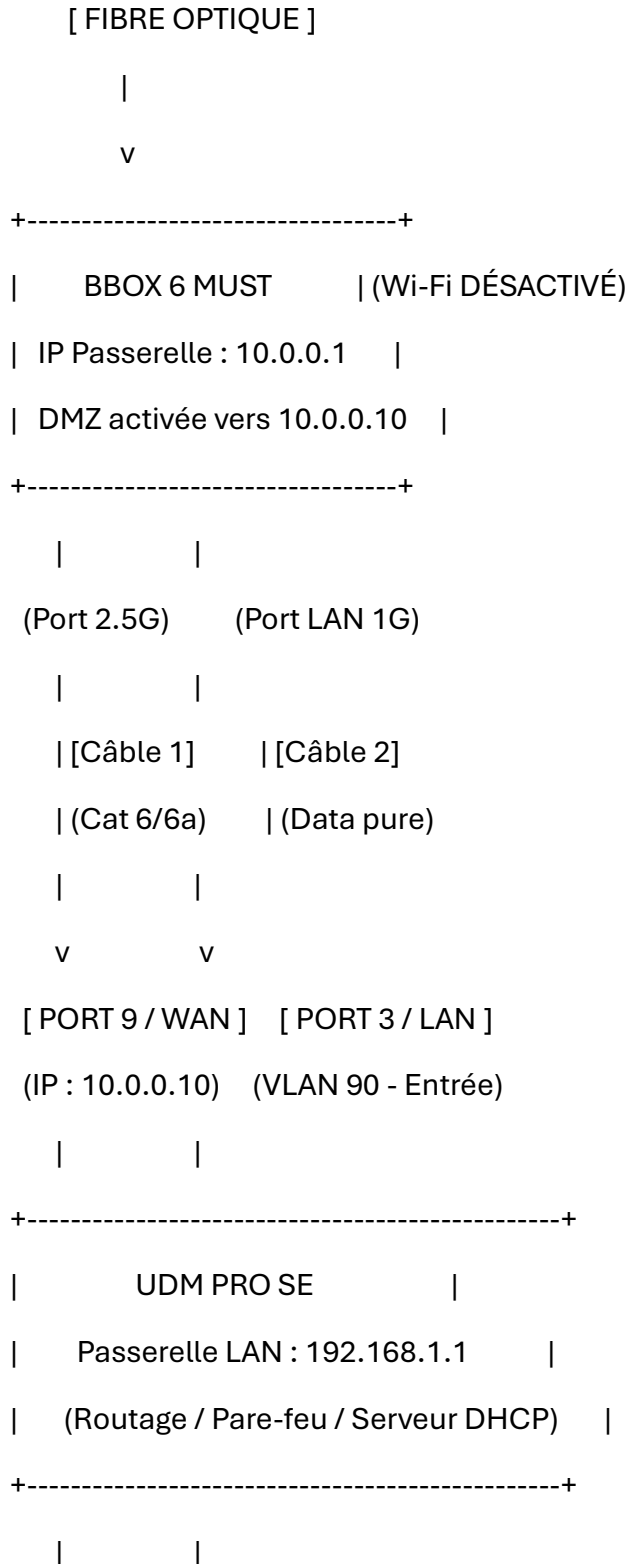 [ FIBRE OPTIQUE ]
|
v
+--------------------------------+
| BBOX 6 MUST | (Wi-Fi DÉSACTIVÉ)
| IP Passerelle : 10.0.0.1 |
| DMZ activée vers 10.0.0.10 |
+--------------------------------+
| |
(Port 2.5G) (Port LAN 1G)
| |
| [Câble 1] | [Câble 2]
| (Cat 6/6a) | (Data pure)
| |
v v
[ PORT 9 / WAN ] [ PORT 3 / LAN ]
(IP : 10.0.0.10) (VLAN 90 - Entrée)
| |
+-----------------------------------------------+
| UDM PRO SE |
| Passerelle LAN : 192.168.1.1 |
| (Routage / Pare-feu / Serveur DHCP) |
+-----------------------------------------------+
| |